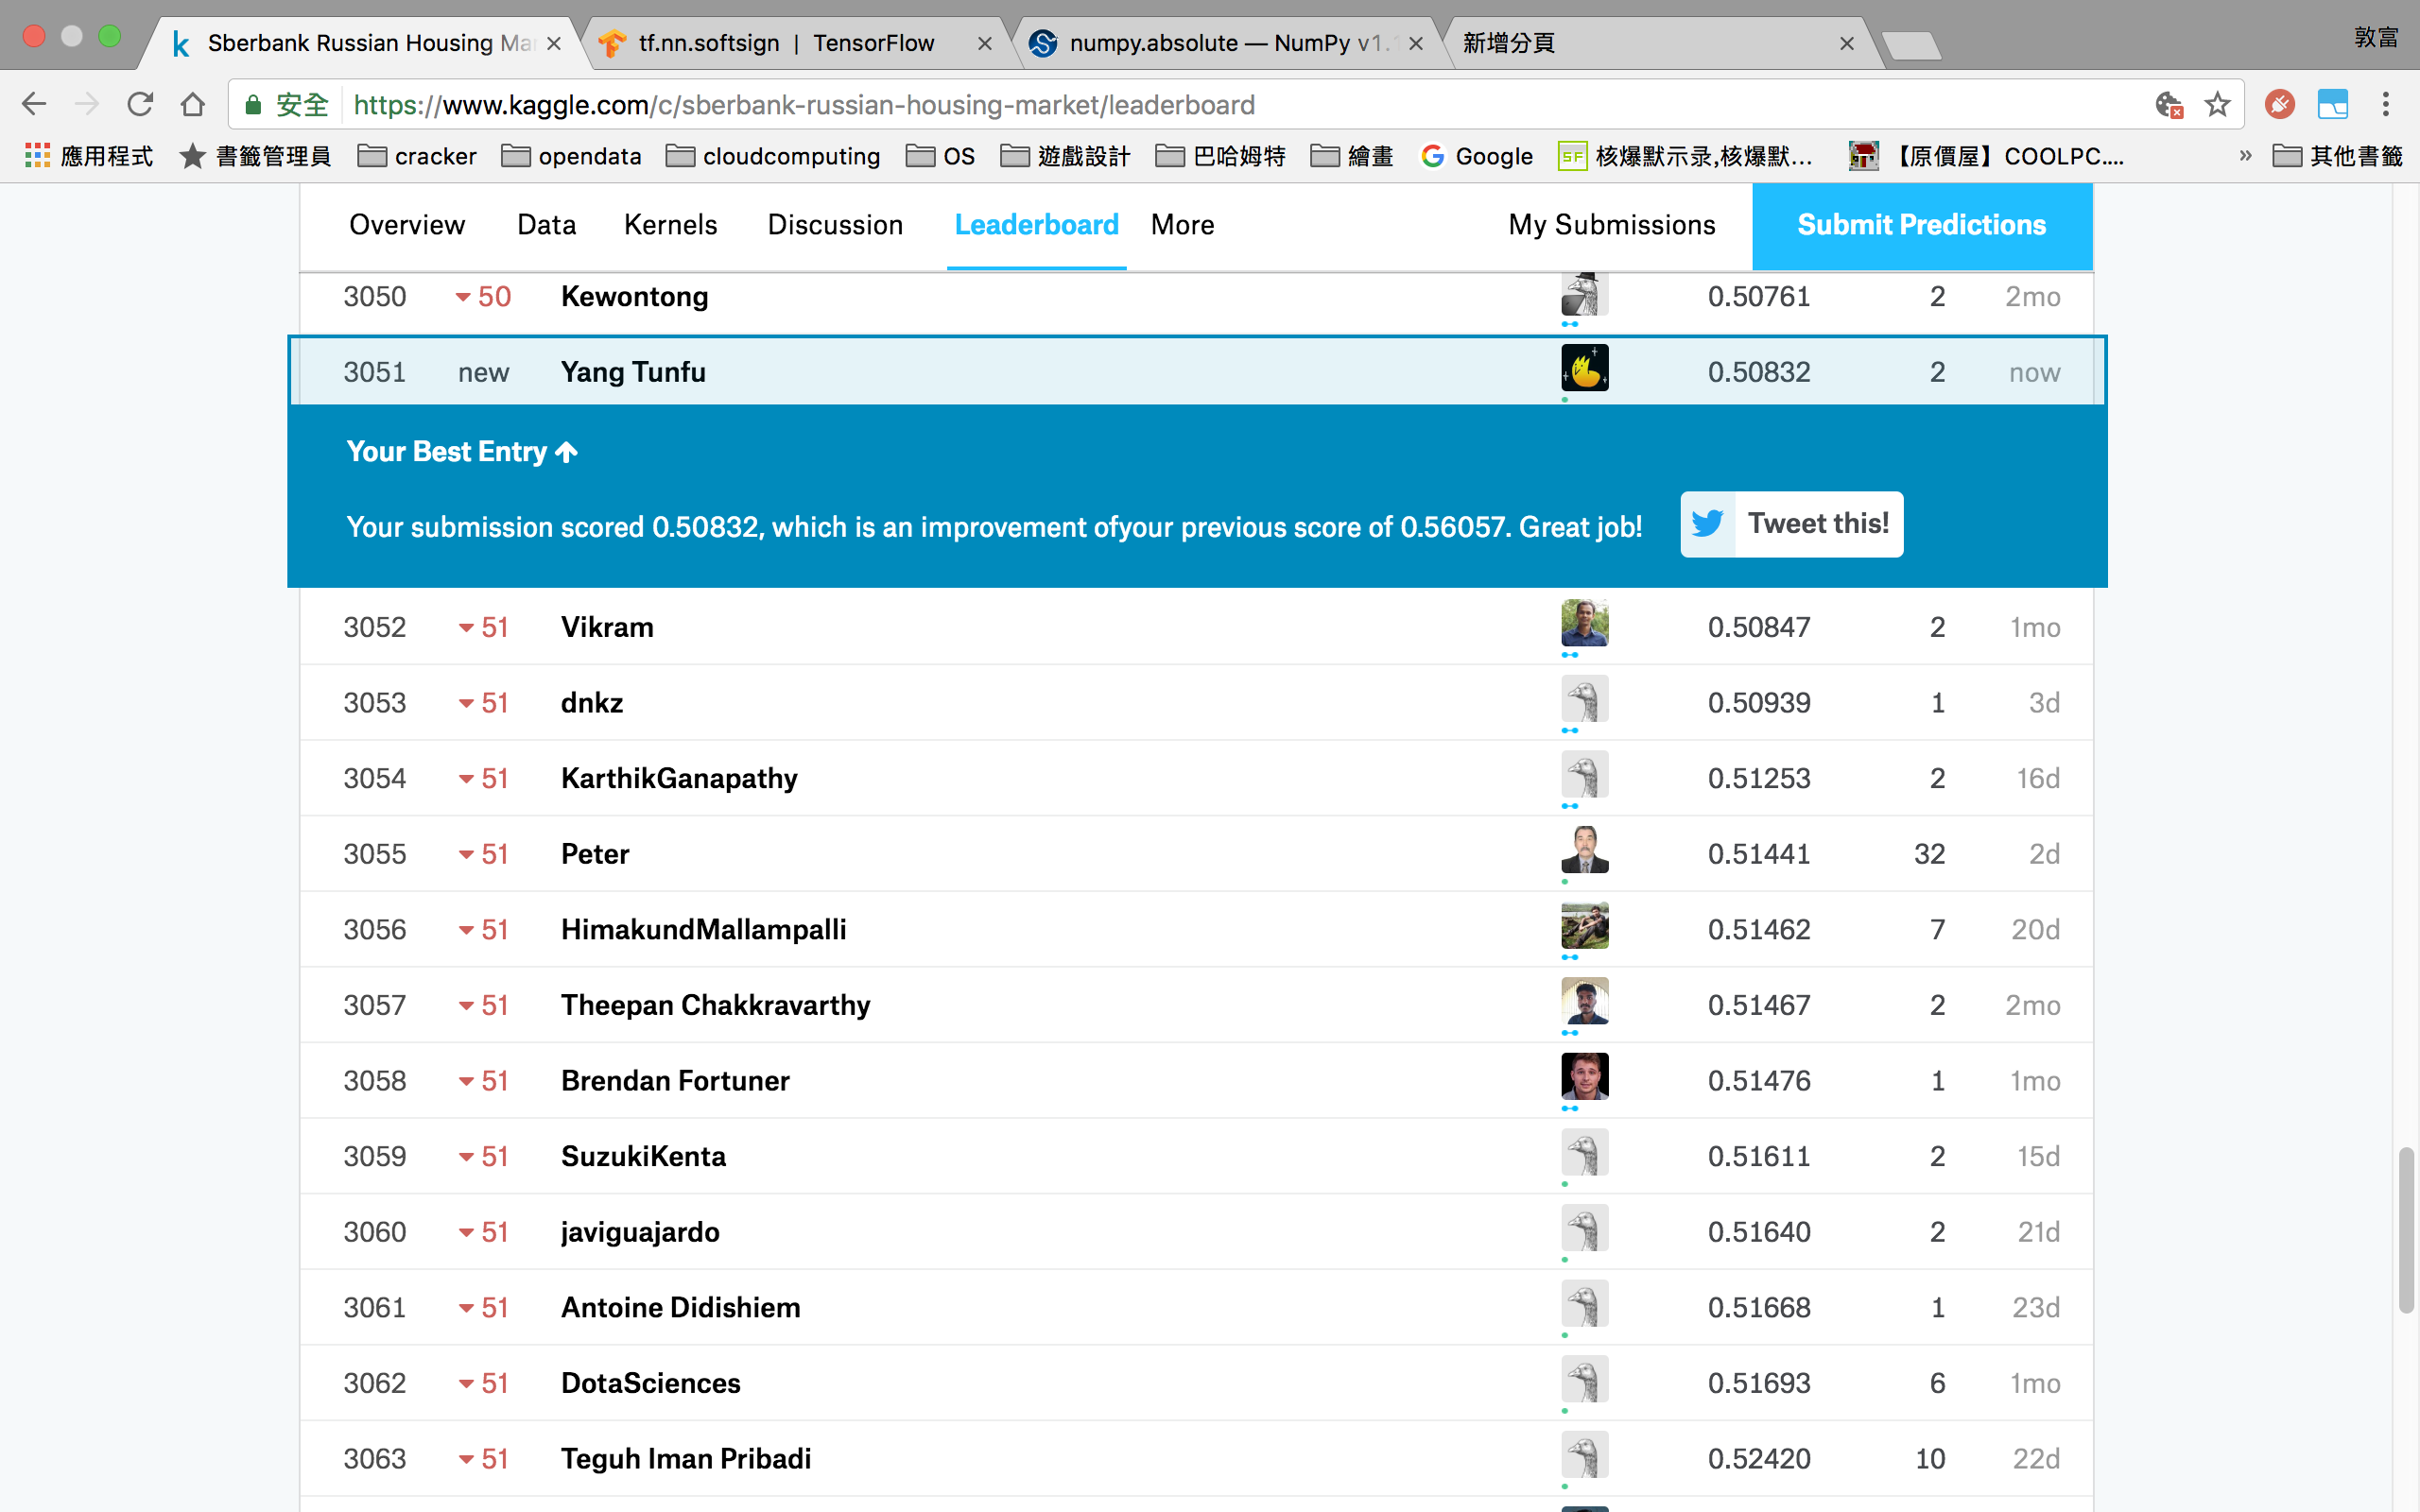 Sberbank Russian Housing Ma
tf.nn.softsign | TensorFlow
numpy.absolute — NumPy v1.
新增分頁
敦富
安全 https://www.kaggle.com/c/sberbank-russian-housing-market/leaderboard
應用程式 書籤管理員 cracker opendata cloudcomputing OS 遊戲設計 巴哈姆特 繪畫 Google 核爆默示录,核爆默... 【原價屋】COOLPC.... » 其他書籤
Overview Data Kernels Discussion Leaderboard More My Submissions Submit Predictions
3050 50 Kewontong 0.50761 2 2mo
3051 new Yang Tunfu 0.50832 2 now
Your Best Entry
Your submission scored 0.50832, which is an improvement ofyour previous score of 0.56057. Great job! Tweet this!
3052 51 Vikram 0.50847 2 1mo
3053 51 dnkz 0.50939 1 3d
3054 51 KarthikGanapathy 0.51253 2 16d
3055 51 Peter 0.51441 32 2d
3056 51 HimakundMallampalli 0.51462 7 20d
3057 51 Theepan Chakkravarthy 0.51467 2 2mo
3058 51 Brendan Fortuner 0.51476 1 1mo
3059 51 SuzukiKenta 0.51611 2 15d
3060 51 javiguajardo 0.51640 2 21d
3061 51 Antoine Didishiem 0.51668 1 23d
3062 51 DotaSciences 0.51693 6 1mo
3063 51 Teguh Iman Pribadi 0.52420 10 22d